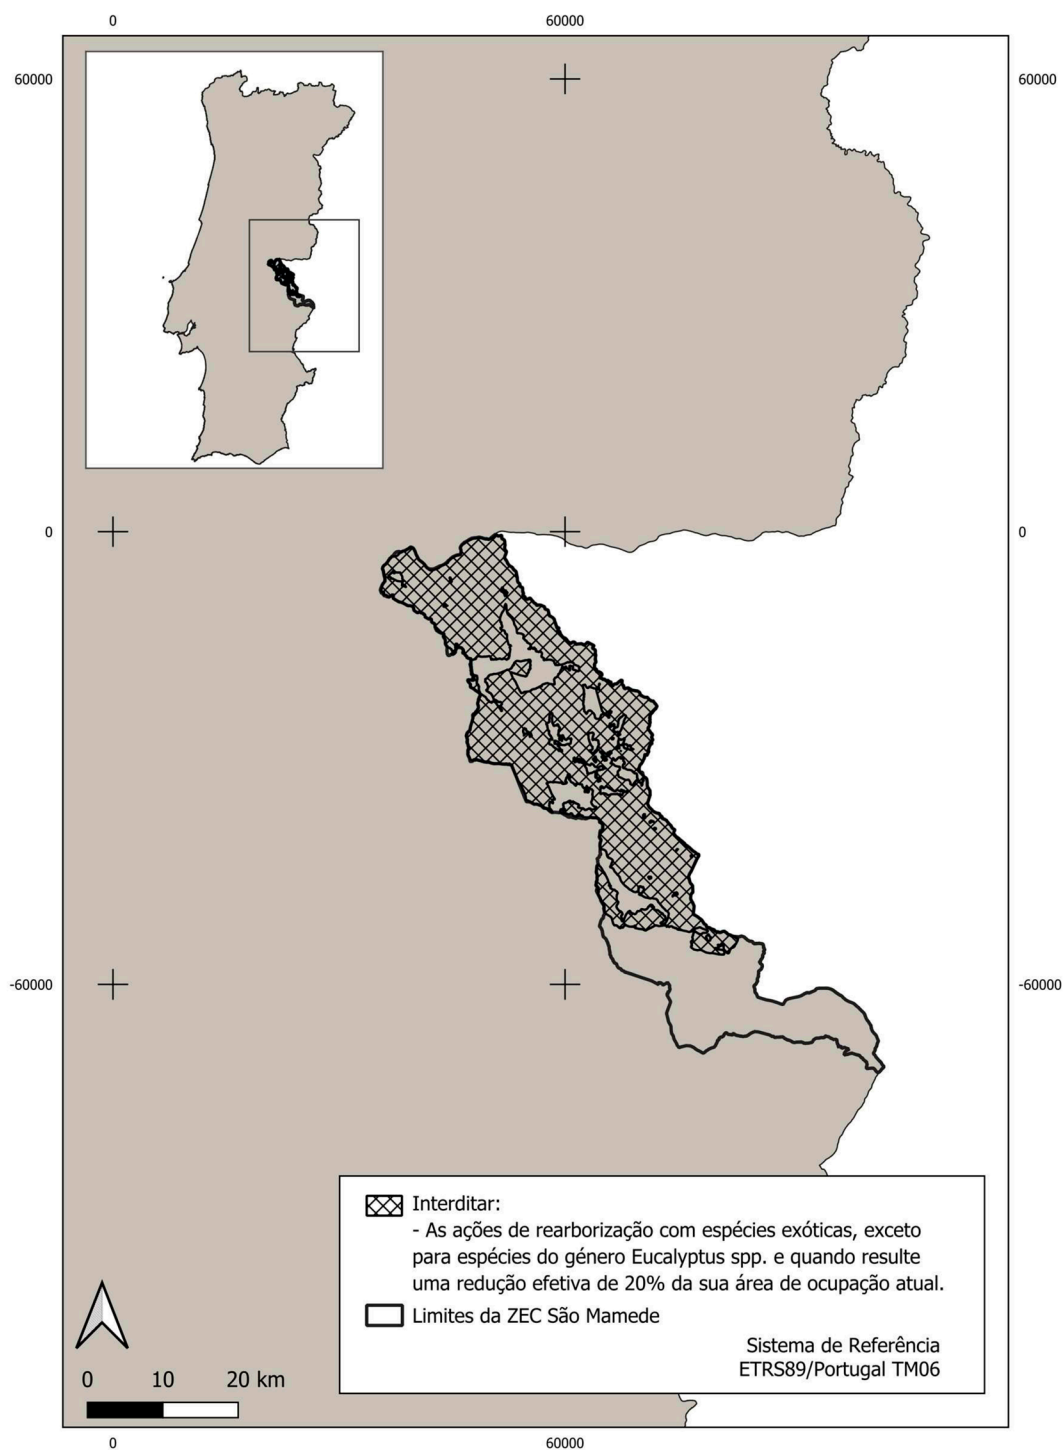 0 60000
60000 60000
0 0
-60000 -60000
Interditar:
- As ações de rearborização com espécies exóticas, exceto
para espécies do género Eucalyptus spp. e quando resulte
uma redução efetiva de 20% da sua área de ocupação atual.
Limites da ZEC São Mamede
Sistema de Referência
ETRS89/Portugal TM06
0 10 20 km
0 60000